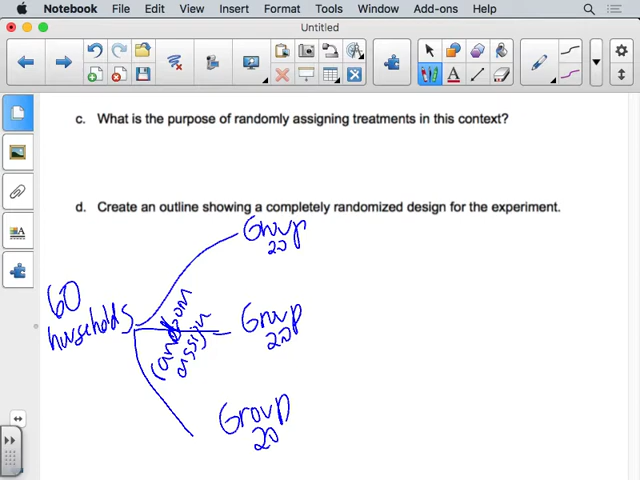 Notebook File Edit View Insert Format Tools Window Add-ons Help
Untitled
c. What is the purpose of randomly assigning treatments in this context?
d. Create an outline showing a completely randomized design for the experiment.
Group
20
60
households
random
assign
Group
20
Group
20